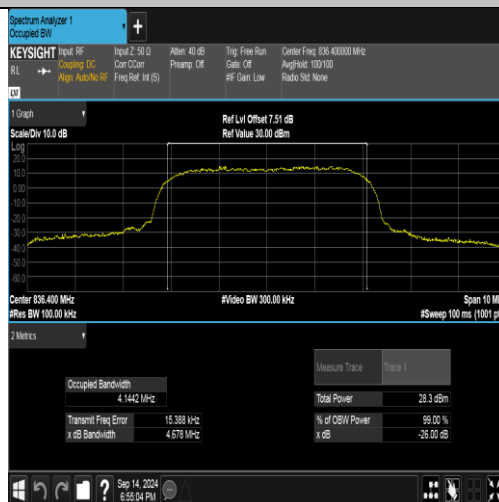 Spectrum Analyzer 1
Occupied BW
+
KEYSIGHT Input: RF Input Z: 50 Ω Atten: 40 dB Trig: Free Run Center Freq: 836.400000 MHz
RL Coupling: DC Corr CCorr Preamp: Off Gate: Off Avg|Hold: 100/100
Align: Auto/No RF Freq Ref: Int (S) #IF Gain: Low Radio Std: None
LXI
1 Graph
Ref Lvl Offset 7.51 dB
Scale/Div 10.0 dB Ref Value 30.00 dBm
Log
20.0
10.0
0.00
-10.0
-20.0
-30.0
-40.0
-50.0
-60.0
Center 836.400 MHz #Video BW 300.00 kHz Span 10 M
#Res BW 100.00 kHz #Sweep 100 ms (1001 pt
2 Metrics
Measure Trace Trace 1
Occupied Bandwidth
4.1442 MHz Total Power 28.3 dBm
Transmit Freq Error 15.388 kHz % of OBW Power 99.00 %
x dB Bandwidth 4.678 MHz x dB -26.00 dB
? Sep 14, 2024
6:55:04 PM